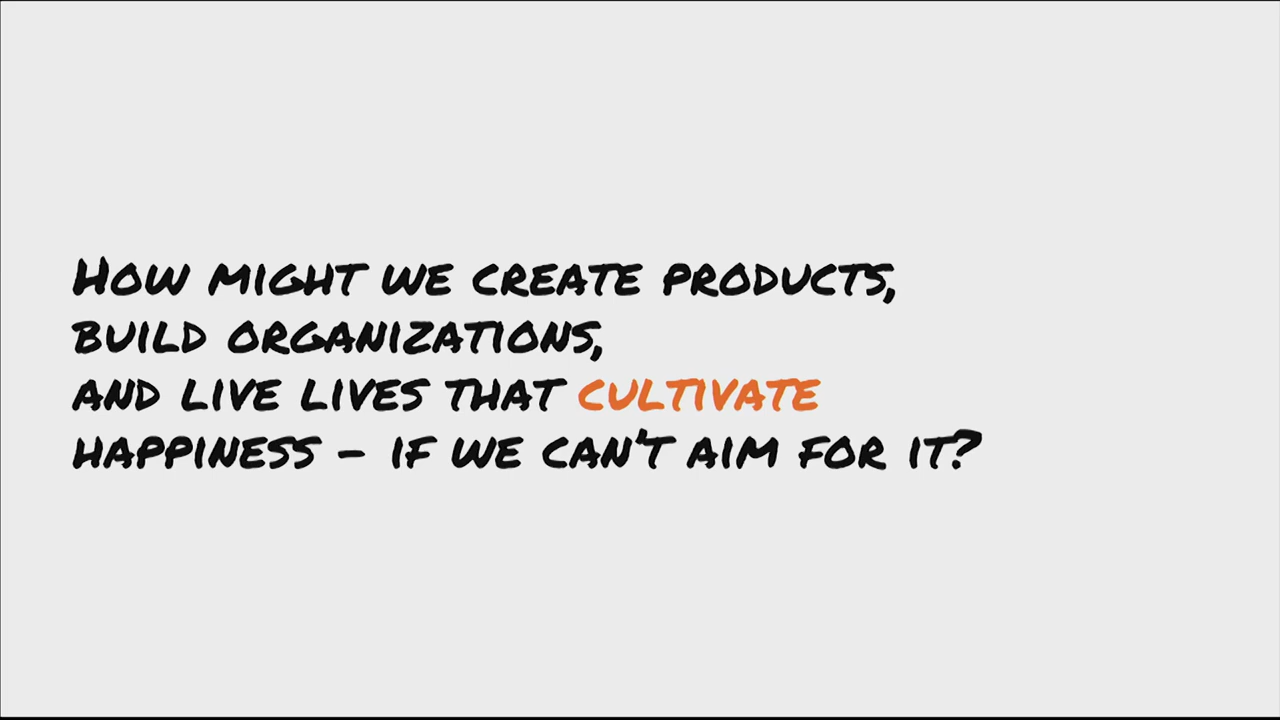 How might we create products,
build organizations,
and live lives that cultivate
happiness – if we can't aim for it?